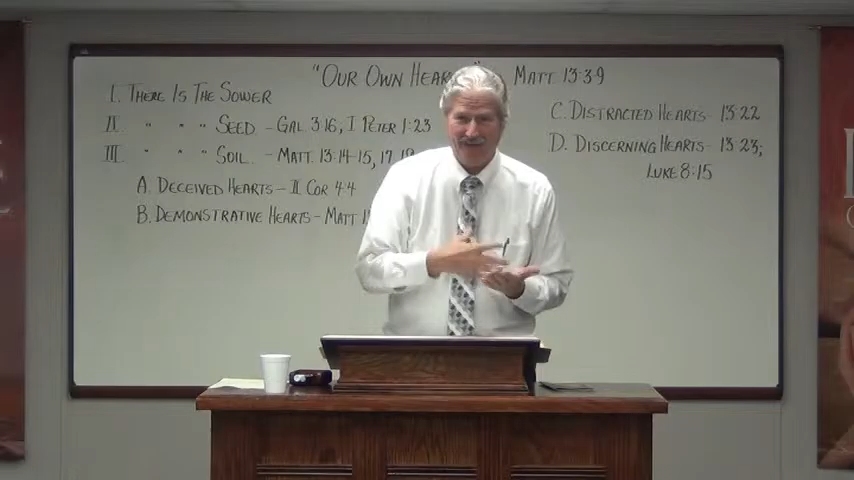 "OUR OWN MATT 13:3-9
I. THERE IS THE SOWER
II " " " SEED - GAL. 3:16, I PETER 1:23
III " " " SOIL - MATT. 13:14-15, 17,
A. DECEIVED HEARTS - II COR 4:4
B. DEMONSTRATIVE HEARTS - MATT
C. DISTRACTED HEARTS - 13:22
D. DISCERNING HEARTS - 13:23;
LUKE 8:15